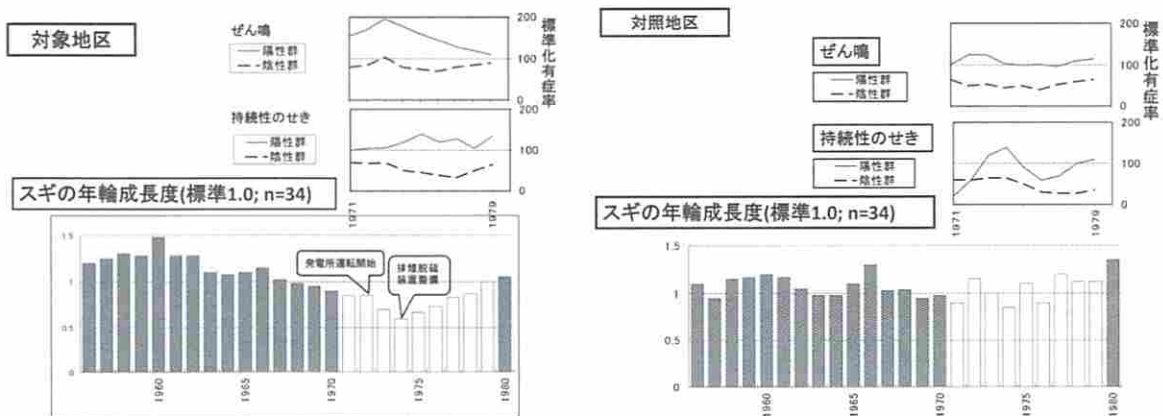 対象地区
ぜん鳴
陽性群
陰性群
200
100
0
標準化有症率
持続性のせき
陽性群
陰性群
200
100
0
1971
1979
スギの年輪成長度(標準1.0; n=34)
1.5
1
0.5
0
発電所運転開始
排煙脱硫
装置整備
1960
1965
1970
1975
1980
対照地区
ぜん鳴
陽性群
陰性群
200
100
0
標準化有症率
持続性のせき
陽性群
陰性群
200
100
0
1971
1979
スギの年輪成長度(標準1.0; n=34)
1.5
1
0.5
0
1960
1965
1970
1975
1980